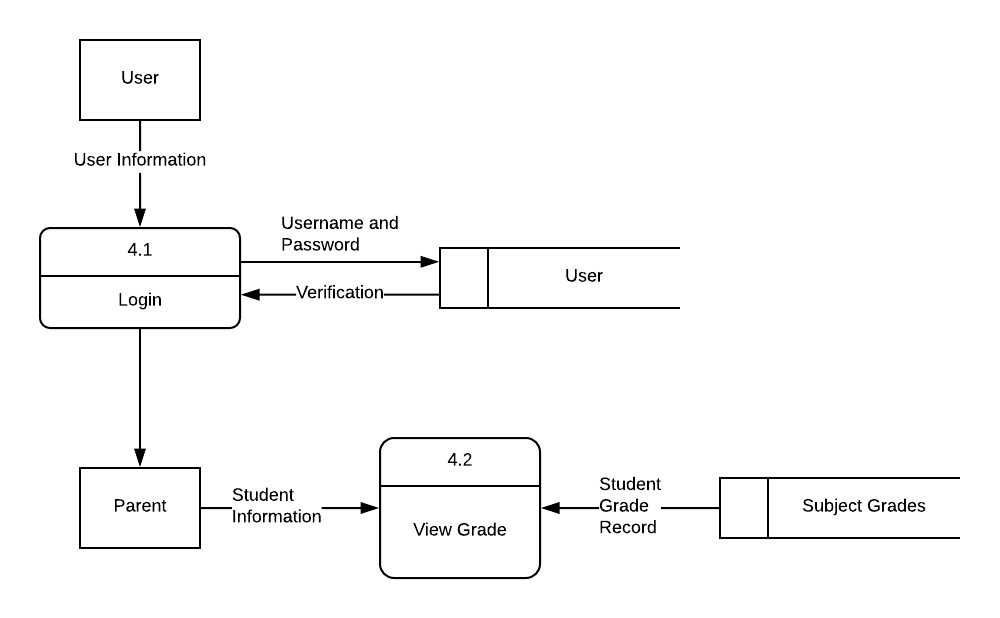 User
User Information
4.1
Login
Username and
Password
Verification
User
Parent
Student
Information
4.2
View Grade
Student
Grade
Record
Subject Grades